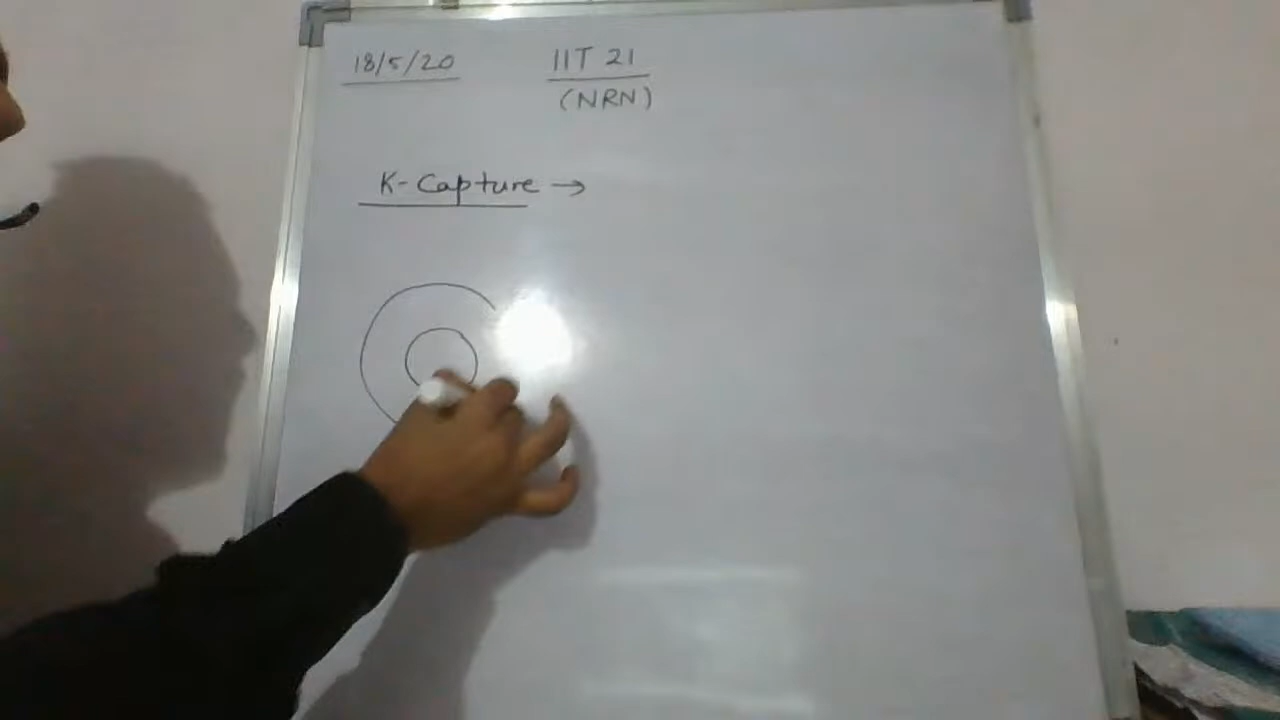 18/5/20
IIT 21
(NRN)
K-Capture →